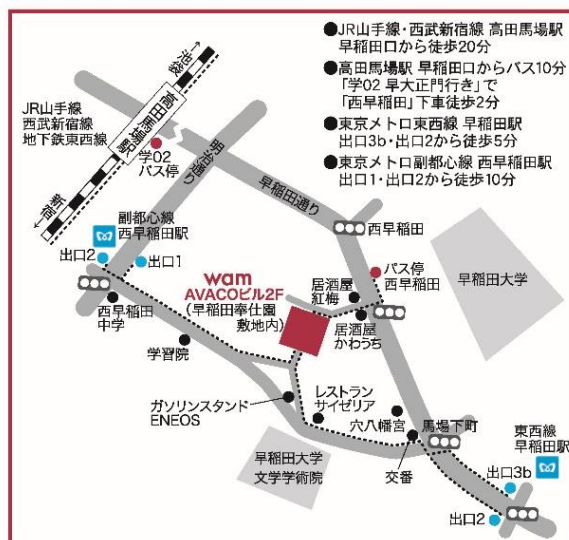 ●JR山手線・西武新宿線 高田馬場駅
早稲田口から徒歩20分
●高田馬場駅 早稲田口からバス10分
「学02 早大正門行き」で
「西早稲田」下車徒歩2分
●東京メトロ東西線 早稲田駅
出口3b・出口2から徒歩5分
●東京メトロ副都心線 西早稲田駅
出口1・出口2から徒歩10分
池袋
高田馬場駅
新宿
JR山手線
西武新宿線
地下鉄東西線
学02
バス停
明治通り
早稲田通り
西早稲田
副都心線
西早稲田駅
出口2
出口1
西早稲田
中学
学習院
wam
AVACOビル2F
(早稲田奉仕園
敷地内)
居酒屋
紅梅
バス停
西早稲田
居酒屋
かわうち
早稲田大学
ガソリンスタンド
ENEOS
レストラン
サイゼリア
穴八幡宮
馬場下町
交番
早稲田大学
文学学術院
東西線
早稲田駅
出口3b
出口2